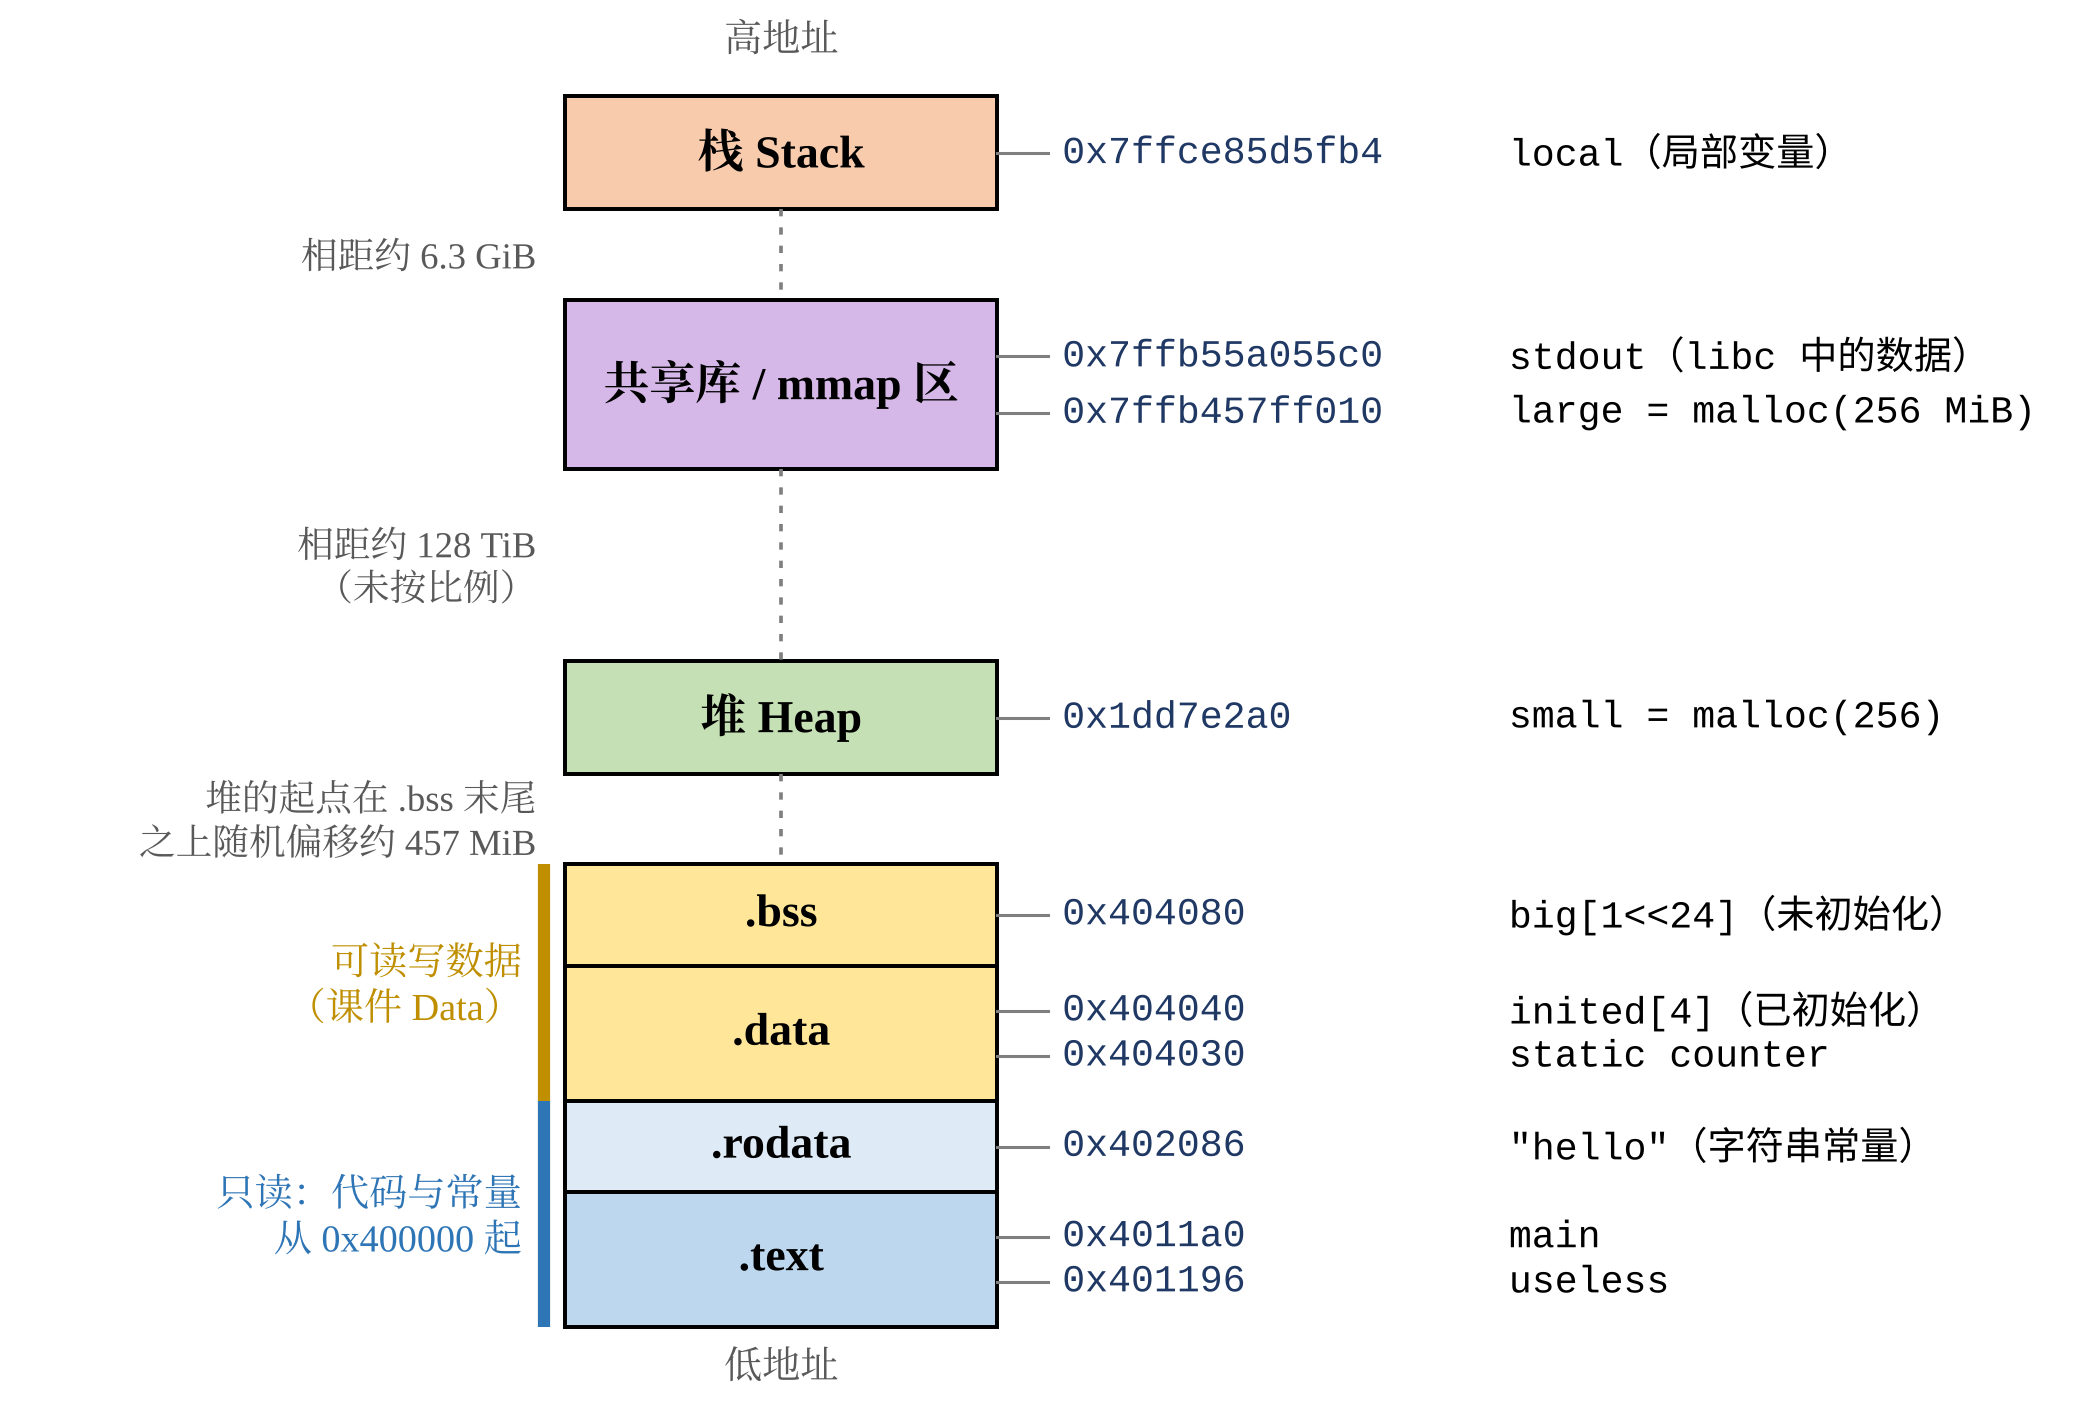 高地址
栈 Stack
0x7ffce85d5fb4
local（局部变量）
相距约 6.3 GiB
共享库 / mmap 区
0x7ffb55a055c0
stdout（libc 中的数据）
0x7ffb457ff010
large = malloc(256 MiB)
相距约 128 TiB
（未按比例）
堆 Heap
0x1dd7e2a0
small = malloc(256)
堆的起点在 .bss 末尾
之上随机偏移约 457 MiB
.bss
0x404080
big[1<<24]（未初始化）
可读写数据
（课件 Data）
.data
0x404040
inited[4]（已初始化）
0x404030
static counter
.rodata
0x402086
"hello"（字符串常量）
只读：代码与常量
从 0x400000 起
.text
0x4011a0
main
0x401196
useless
低地址